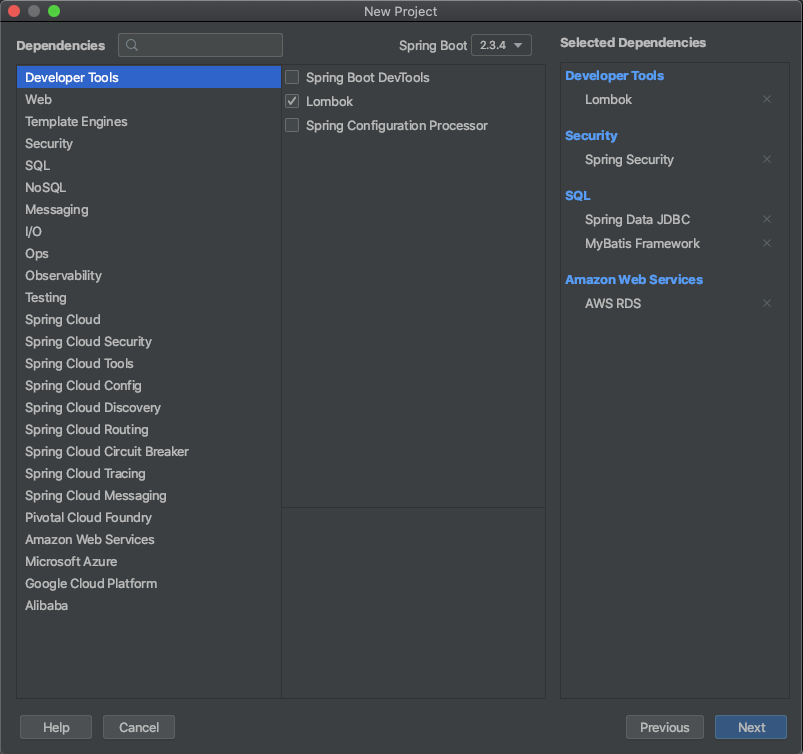 New Project
Dependencies
Spring Boot 2.3.4
Selected Dependencies
Developer Tools
Web
Template Engines
Security
SQL
NoSQL
Messaging
I/O
Ops
Observability
Testing
Spring Cloud
Spring Cloud Security
Spring Cloud Tools
Spring Cloud Config
Spring Cloud Discovery
Spring Cloud Routing
Spring Cloud Circuit Breaker
Spring Cloud Tracing
Spring Cloud Messaging
Pivotal Cloud Foundry
Amazon Web Services
Microsoft Azure
Google Cloud Platform
Alibaba
Spring Boot DevTools
Lombok
Spring Configuration Processor
Developer Tools
Lombok
Security
Spring Security
SQL
Spring Data JDBC
MyBatis Framework
Amazon Web Services
AWS RDS
Help
Cancel
Previous
Next